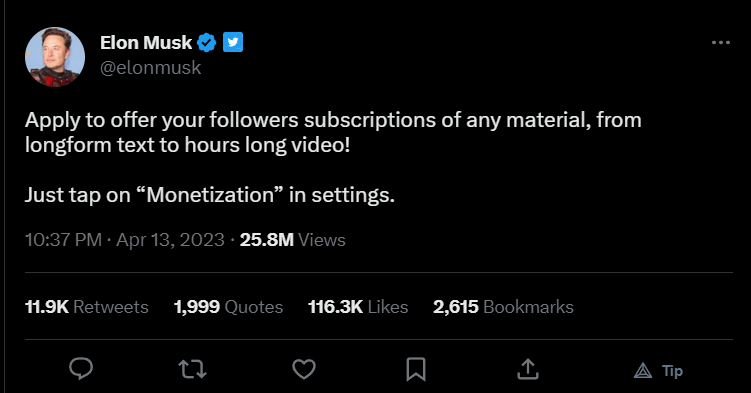 Elon Musk
@elonmusk
Apply to offer your followers subscriptions of any material, from
longform text to hours long video!
Just tap on “Monetization” in settings.
10:37 PM · Apr 13, 2023 · 25.8M Views
11.9K Retweets 1,999 Quotes 116.3K Likes 2,615 Bookmarks
Tip